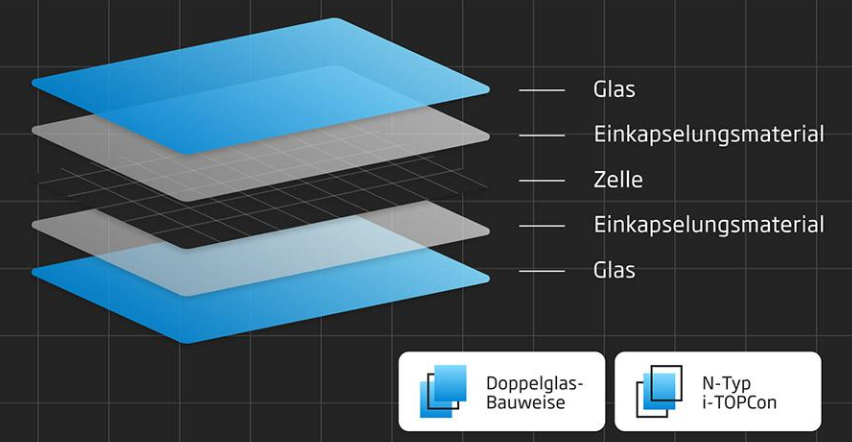 Glas
Einkapselungsmaterial
Zelle
Einkapselungsmaterial
Glas
Doppelglas-
Bauweise
N-Typ
i-TOPCon